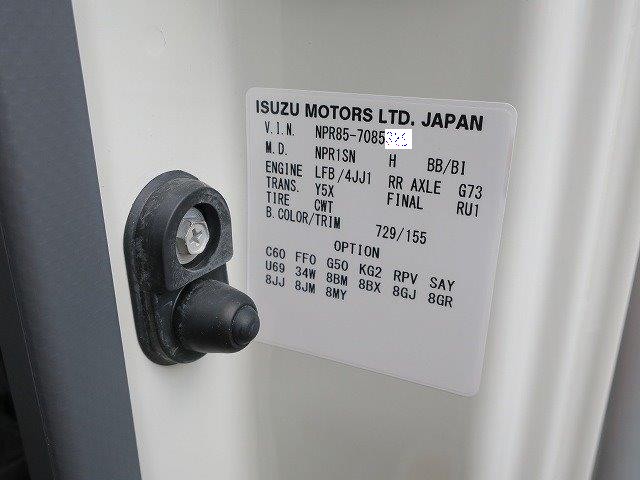 ISUZU MOTORS LTD. JAPAN
V.I.N. NPR85-7085
M.D. NPR1SN H BB/BI
ENGINE LFB/4JJ1 RR AXLE G73
TRANS. Y5X FINAL RU1
TIRE CWT
B.COLOR/TRIM 729/155
OPTION
C60 FFO G50 KG2 RPV SAY
U69 34W 8BM 8BX 8GJ 8GR
8JJ 8JM 8MY